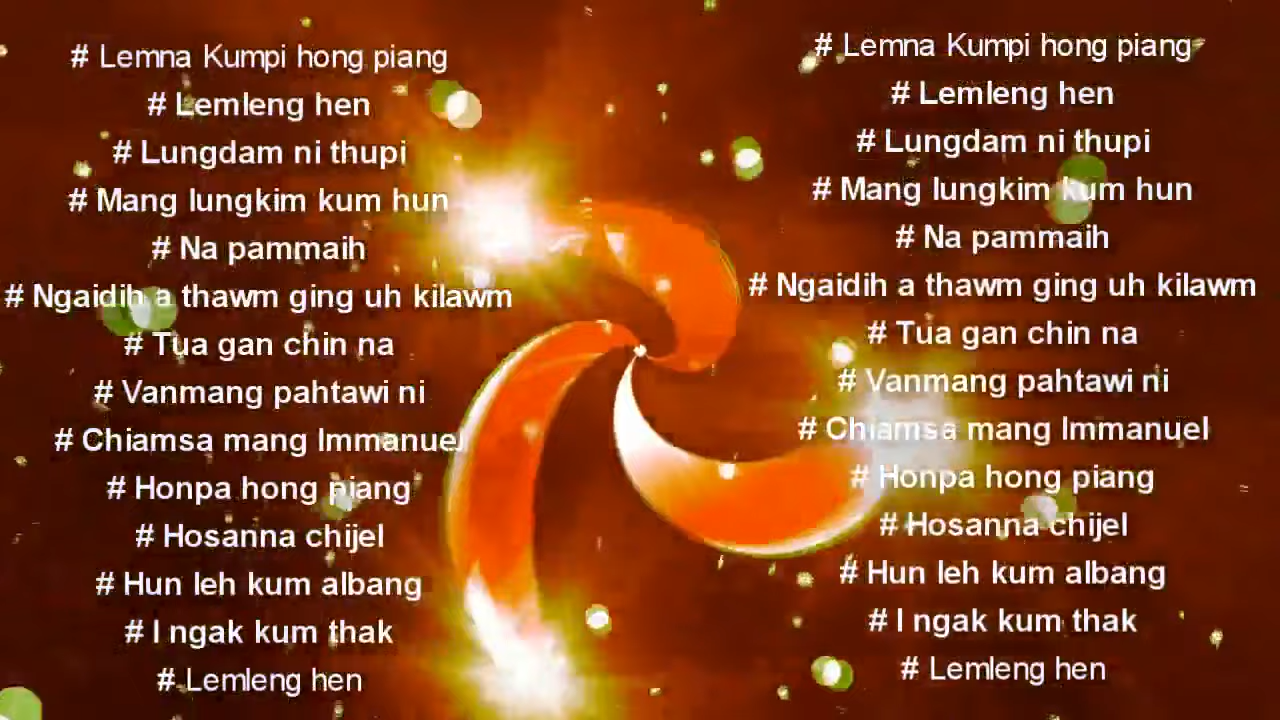 # Lemna Kumpi hong piang
# Lemleng hen
# Lungdam ni thupi
# Mang lungkim kum hun
# Na pammaih
# Ngaidih a thawm ging uh kilawm
# Tua gan chin na
# Vanmang pahtawi ni
# Chiamsa mang Immanuel
# Honpa hong piang
# Hosanna chijel
# Hun leh kum albang
# I ngak kum thak
# Lemleng hen
# Lemna Kumpi hong piang
# Lemleng hen
# Lungdam ni thupi
# Mang lungkim kum hun
# Na pammaih
# Ngaidih a thawm ging uh kilawm
# Tua gan chin na
# Vanmang pahtawi ni
# Chiamsa mang Immanuel
# Honpa hong piang
# Hosanna chijel
# Hun leh kum albang
# I ngak kum thak
# Lemleng hen